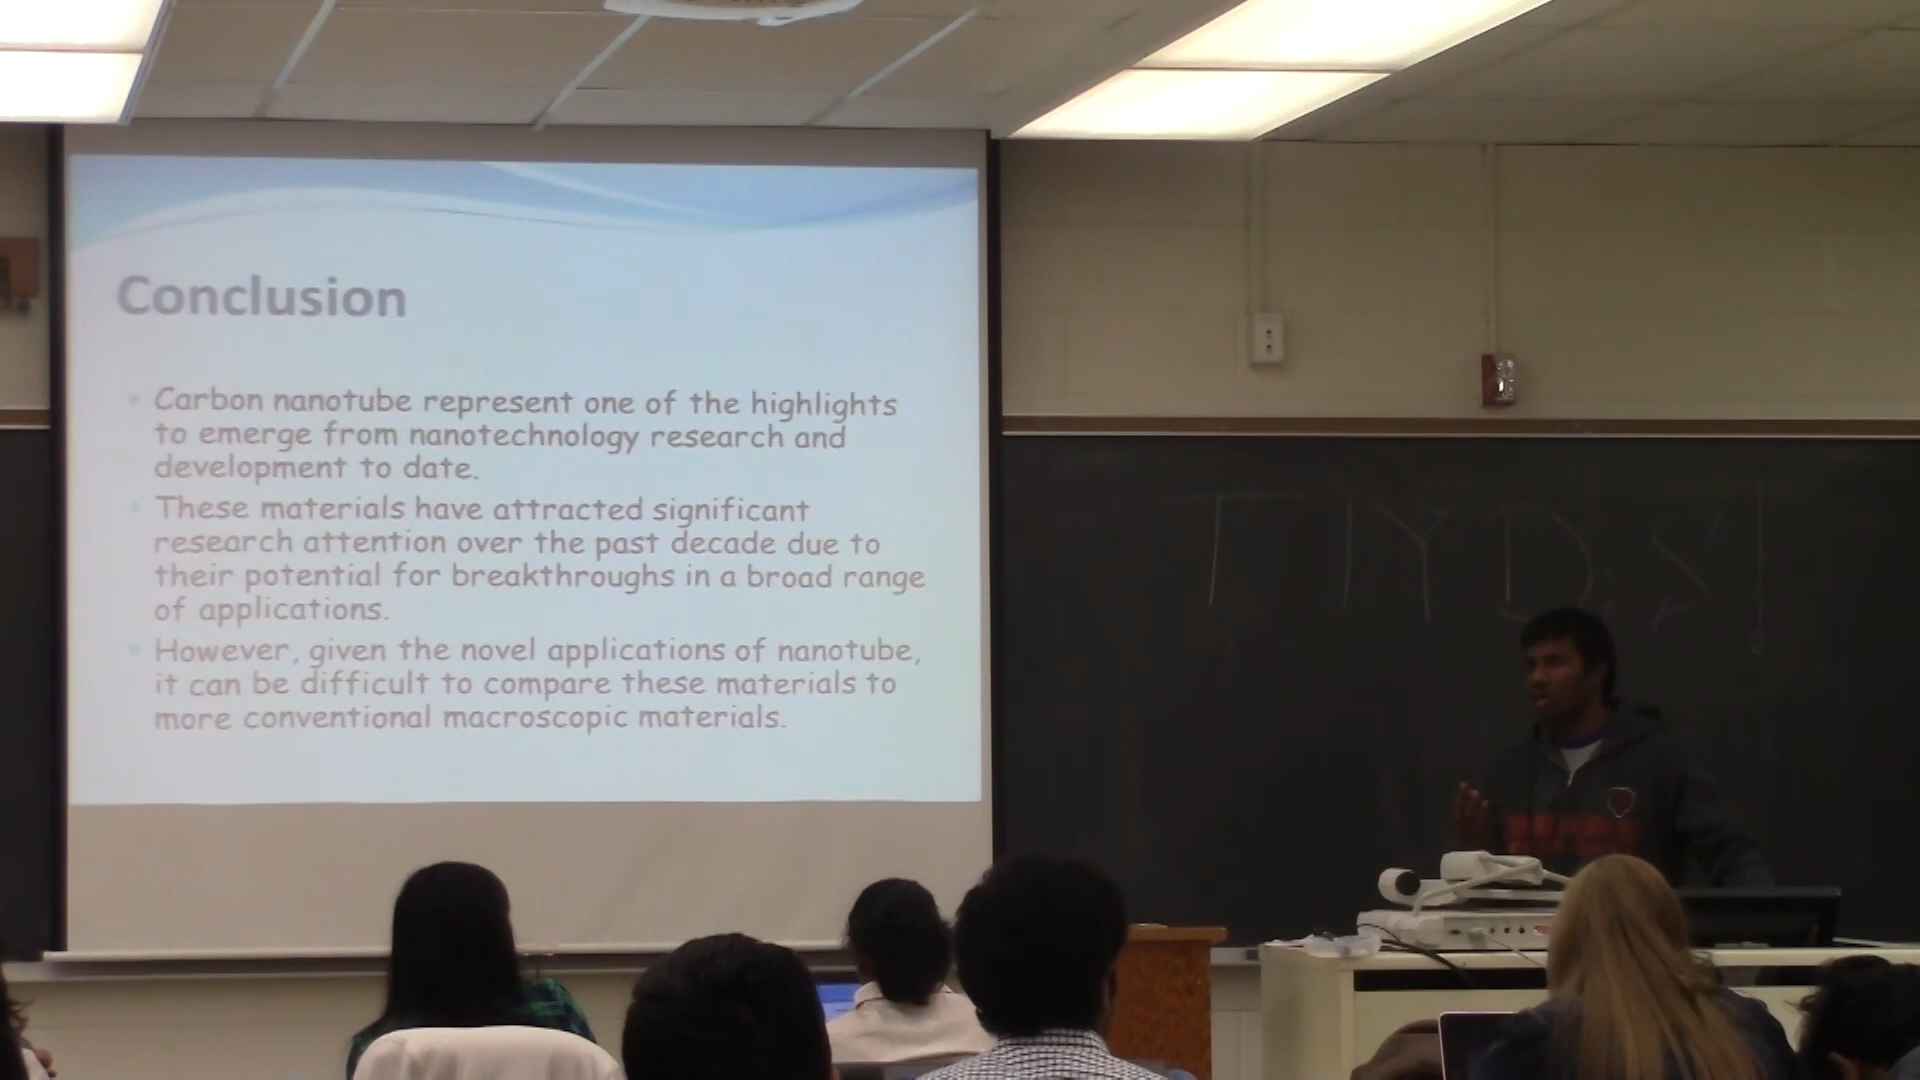 Conclusion
Carbon nanotube represent one of the highlights
to emerge from nanotechnology research and
development to date.
These materials have attracted significant
research attention over the past decade due to
their potential for breakthroughs in a broad range
of applications.
However, given the novel applications of nanotube,
it can be difficult to compare these materials to
more conventional macroscopic materials.